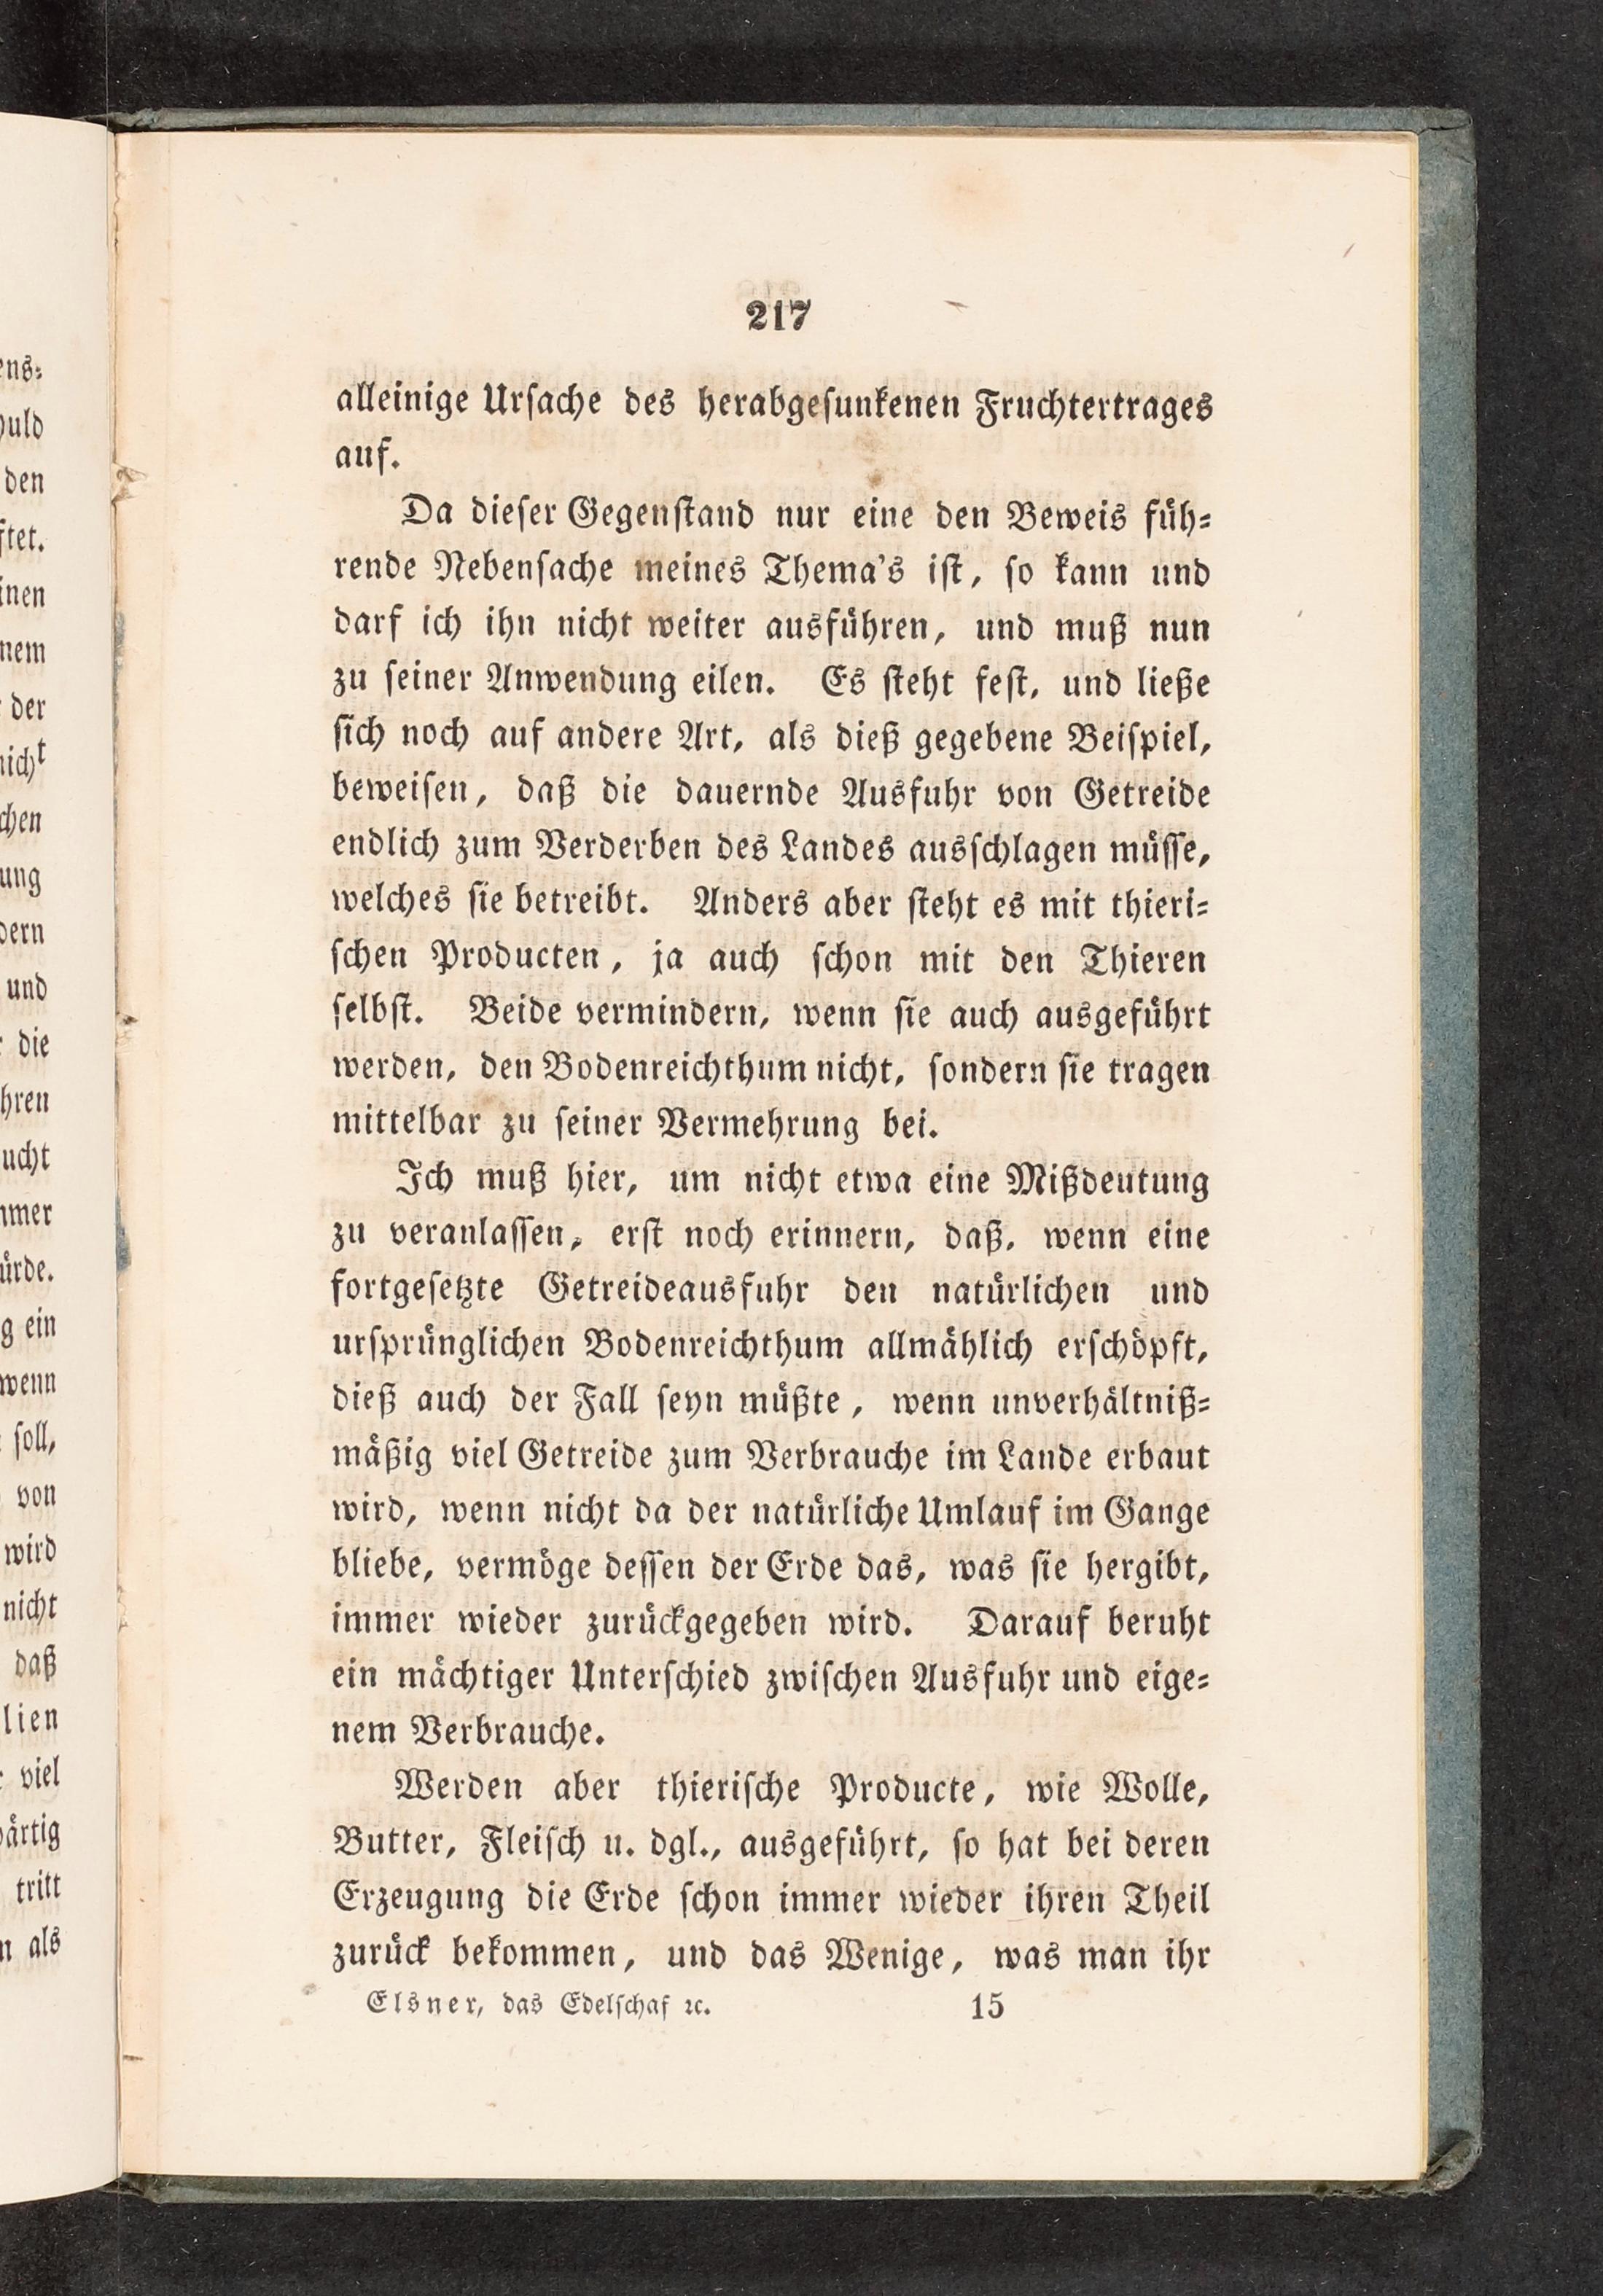 217
alleinige Ursache des herabgesunkenen Fruchtertrages
auf.
Da dieser Gegenstand nur eine den Beweis füh=
rende Nebensache meines Thema's ist, so kann und
darf ich ihn nicht weiter ausführen, und muß nun
zu seiner Anwendung eilen. Es steht fest, und ließe
sich noch auf andere Art, als dieß gegebene Beispiel,
beweisen, daß die dauernde Ausfuhr von Getreide
endlich zum Verderben des Landes ausschlagen müsse,
welches sie betreibt. Anders aber steht es mit thieri=
schen Producten, ja auch schon mit den Thieren
selbst. Beide vermindern, wenn sie auch ausgeführt
werden, den Bodenreichthum nicht, sondern sie tragen
mittelbar zu seiner Vermehrung bei.
Ich muß hier, um nicht etwa eine Mißdeutung
zu veranlassen, erst noch erinnern, daß, wenn eine
fortgesetzte Getreideausfuhr den natürlichen und
ursprünglichen Bodenreichthum allmählich erschöpft,
dieß auch der Fall seyn müßte, wenn unverhältniß=
mäßig viel Getreide zum Verbrauche im Lande erbaut
wird, wenn nicht da der natürliche Umlauf im Gange
bliebe, vermöge dessen der Erde das, was sie hergibt,
immer wieder zurückgegeben wird. Darauf beruht
ein mächtiger Unterschied zwischen Ausfuhr und eige=
nem Verbrauche.
Werden aber thierische Producte, wie Wolle,
Butter, Fleisch u. dgl., ausgeführt, so hat bei deren
Erzeugung die Erde schon immer wieder ihren Theil
zurück bekommen, und das Wenige, was man ihr
Elsner, das Edelschaf ꝛc. 15